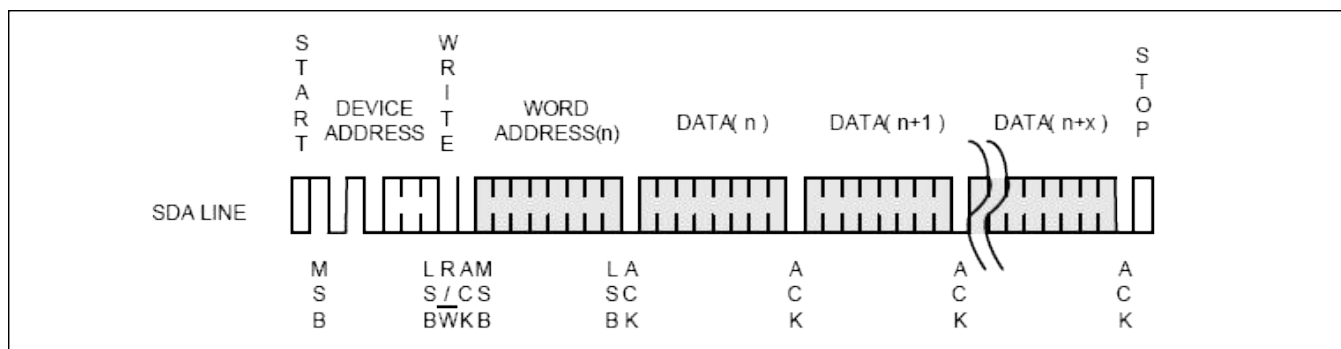 START
WRITE
STOP
DEVICE
ADDRESS
WORD
ADDRESS(n)
DATA( n )
DATA( n+1 )
DATA( n+x )
SDA LINE
MSB
LSB
R/W
ACK
MSB
LSB
ACK
ACK
ACK
ACK